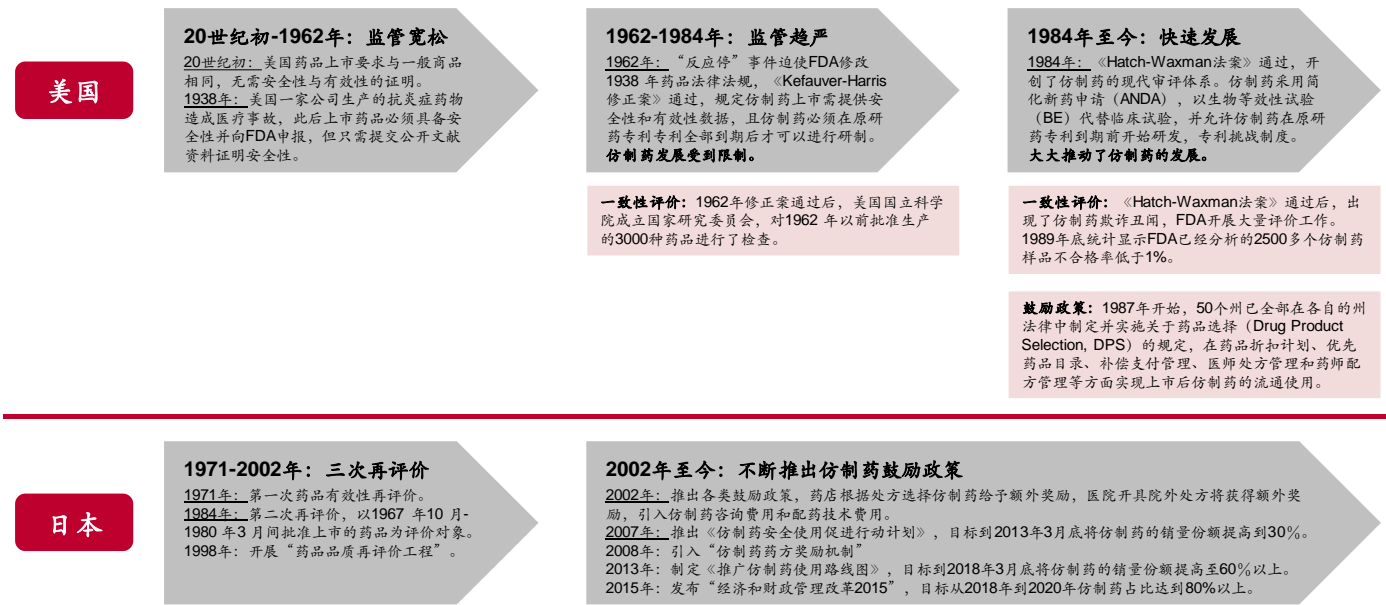 美国
20世纪初-1962年：监管宽松
20世纪初：美国药品上市要求与一般商品
相同，无需安全性与有效性的证明。
1938年：美国一家公司生产的抗炎症药物
造成医疗事故，此后上市药品必须具备安
全性并向FDA申报，但只需提交公开文献
资料证明安全性。
1962-1984年：监管趋严
1962年：“反应停”事件迫使FDA修改
1938 年药品法律法规，《Kefauver-Harris
修正案》通过，规定仿制药上市需提供安
全性和有效性数据，且仿制药必须在原研
药专利专利全部到期后才可以进行研制。
仿制药发展受到限制。
一致性评价：1962年修正案通过后，美国国立科学
院成立国家研究委员会，对1962 年以前批准生产
的3000种药品进行了检查。
1984年至今：快速发展
1984年：《Hatch-Waxman法案》通过，开
创了仿制药的现代审评体系。仿制药采用简
化新药申请（ANDA），以生物等效性试验
（BE）代替临床试验，并允许仿制药在原研
药专利到期前开始研发，专利挑战制度。
大大推动了仿制药的发展。
一致性评价：《Hatch-Waxman法案》通过后，出
现了仿制药欺诈丑闻，FDA开展大量评价工作。
1989年底统计显示FDA已经分析的2500多个仿制药
样品不合格率低于1%。
鼓励政策：1987年开始，50个州已全部在各自的州
法律中制定并实施关于药品选择（Drug Product
Selection, DPS）的规定，在药品折扣计划、优先
药品目录、补偿支付管理、医师处方管理和药师配
方管理等方面实现上市后仿制药的流通使用。
日本
1971-2002年：三次再评价
1971年：第一次药品有效性再评价。
1984年：第二次再评价，以1967 年10 月-
1980 年3 月间批准上市的药品为评价对象。
1998年：开展“药品品质再评价工程”。
2002年至今：不断推出仿制药鼓励政策
2002年：推出各类鼓励政策，药店根据处方选择仿制药给予额外奖励，医院开具院外处方将获得额外奖
励，引入仿制药咨询费用和配药技术费用。
2007年：推出《仿制药安全使用促进行动计划》，目标到2013年3月底将仿制药的销量份额提高到30％。
2008年：引入“仿制药药方奖励机制”
2013年：制定《推广仿制药使用路线图》，目标到2018年3月底将仿制药的销量份额提高至60％以上。
2015年：发布“经济和财政管理改革2015”，目标从2018年到2020年仿制药占比达到80%以上。